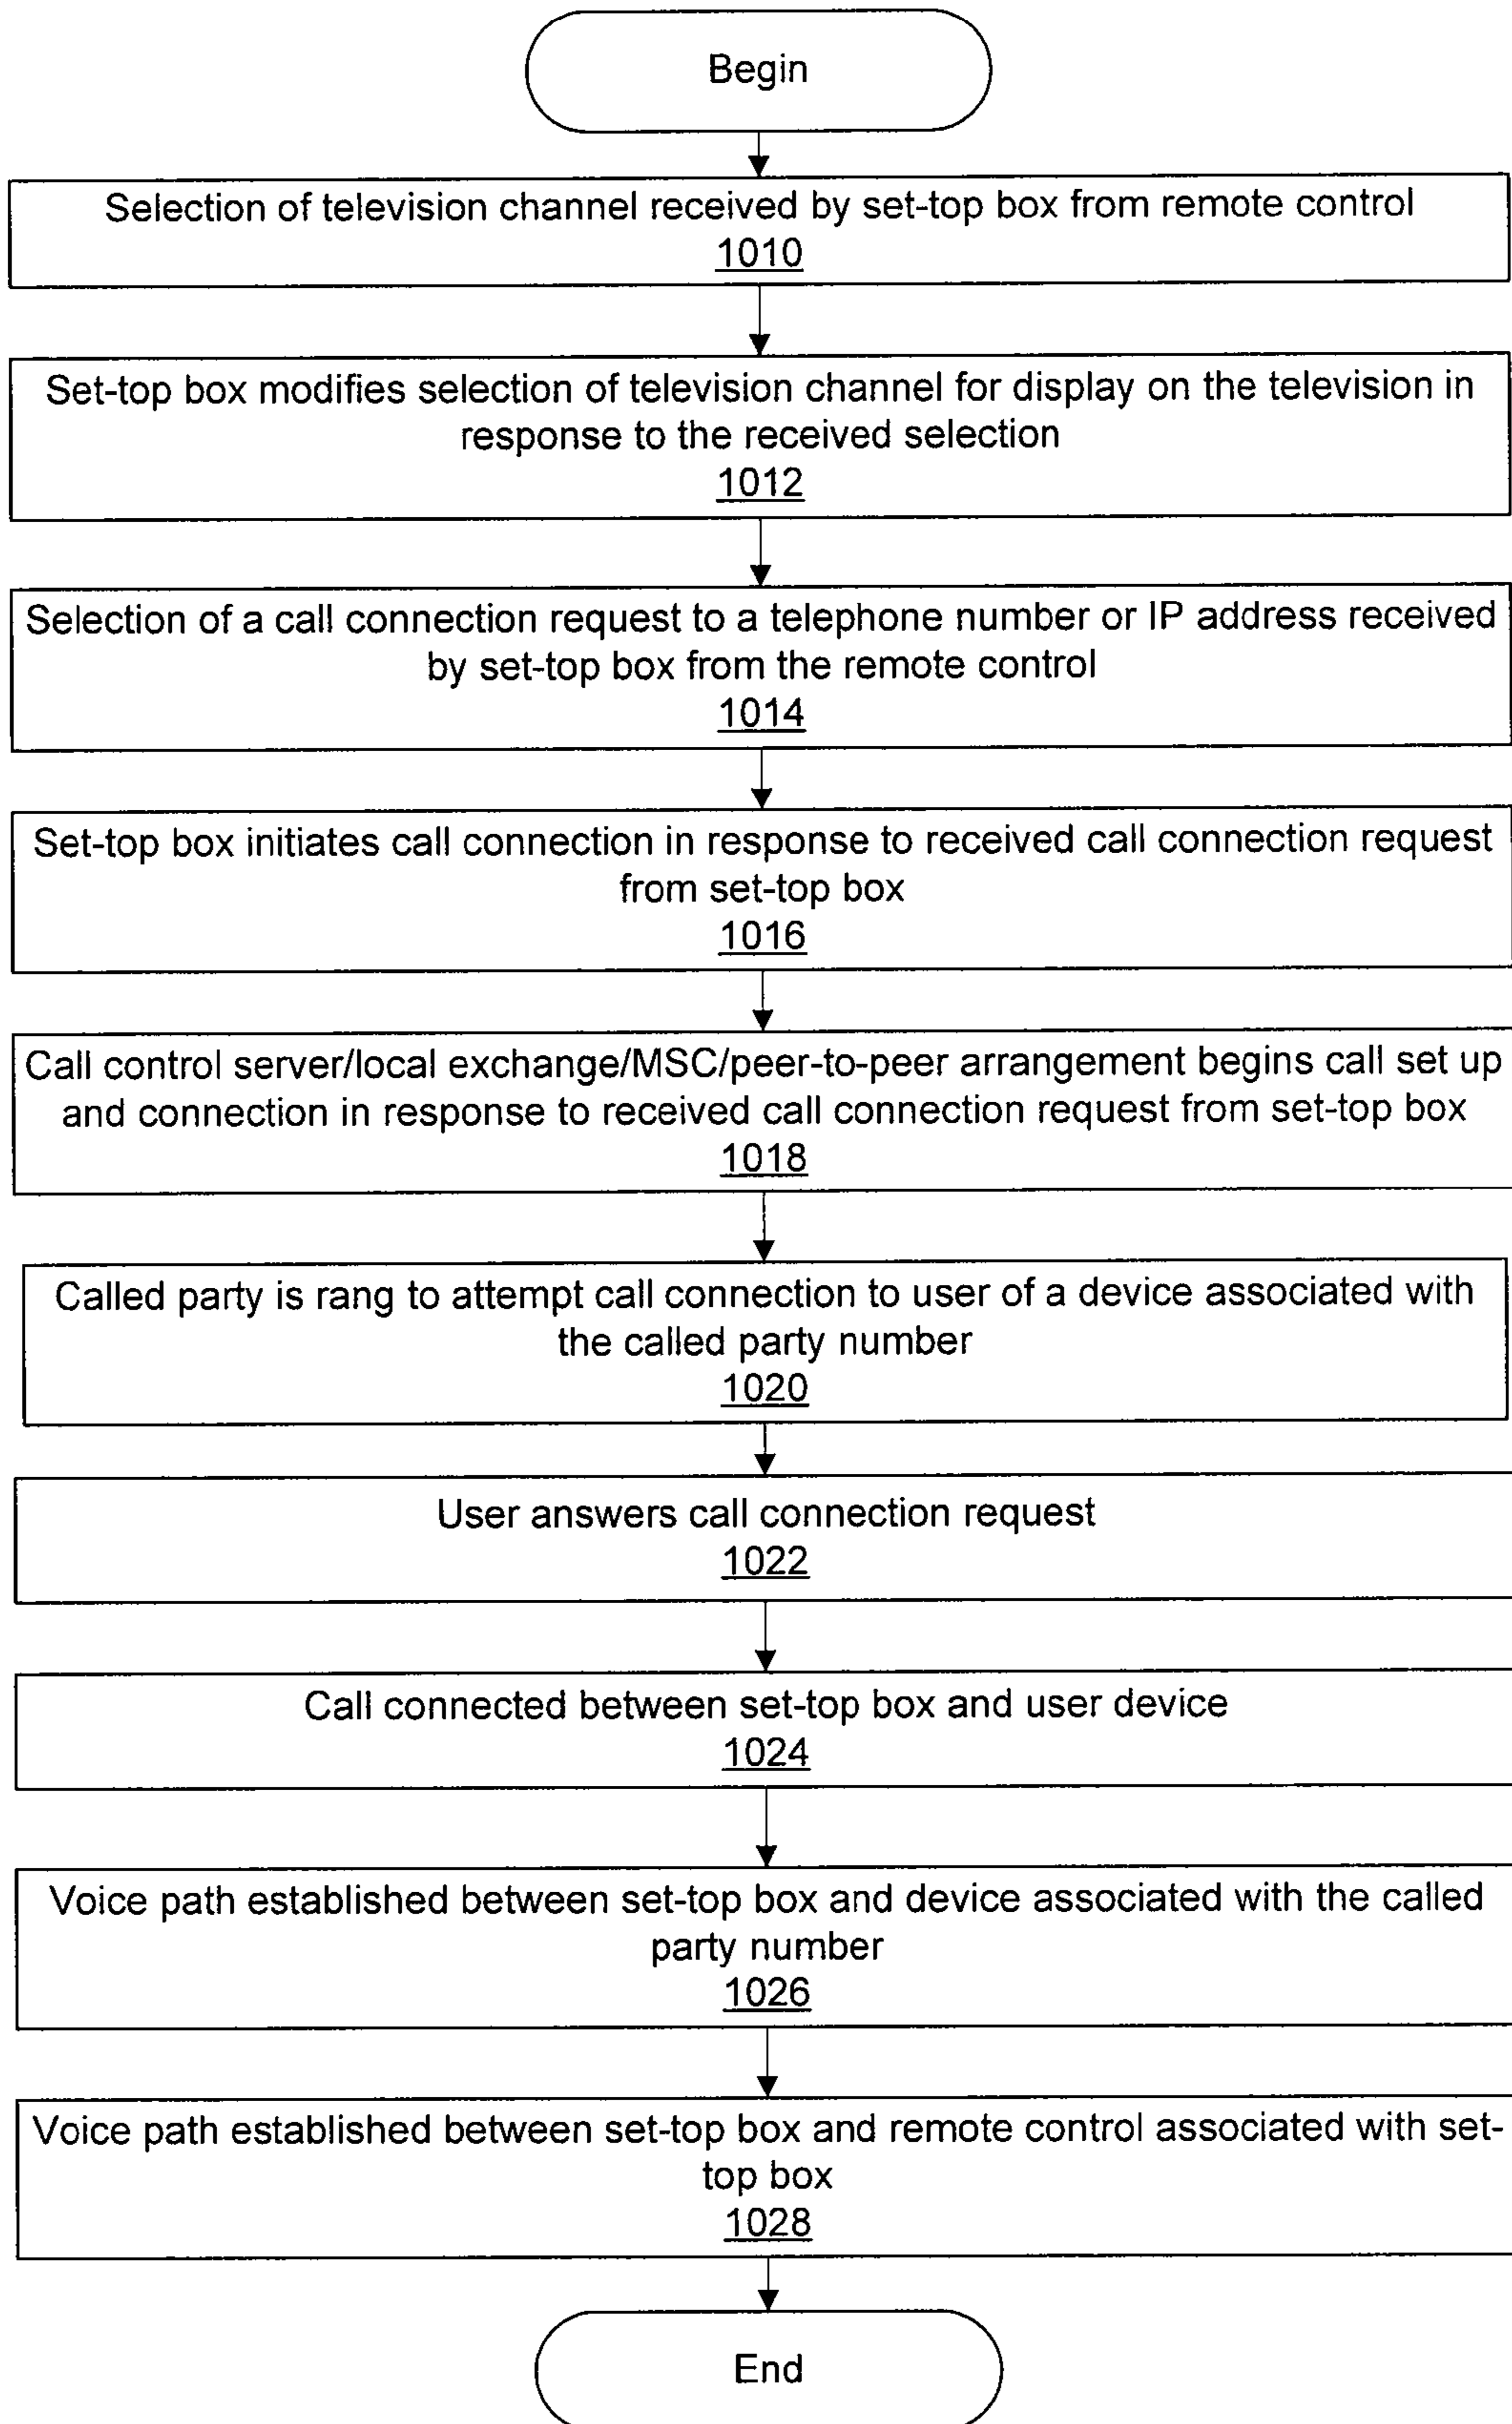 Begin
Selection of television channel received by set-top box from remote control
1010
Set-top box modifies selection of television channel for display on the television in
response to the received selection
1012
Selection of a call connection request to a telephone number or IP address received
by set-top box from the remote control
1014
Set-top box initiates call connection in response to received call connection request
from set-top box
1016
Call control server/local exchange/MSC/peer-to-peer arrangement begins call set up
and connection in response to received call connection request from set-top box
1018
Called party is rang to attempt call connection to user of a device associated with
the called party number
1020
User answers call connection request
1022
Call connected between set-top box and user device
1024
Voice path established between set-top box and device associated with the called
party number
1026
Voice path established between set-top box and remote control associated with set-
top box
1028
End